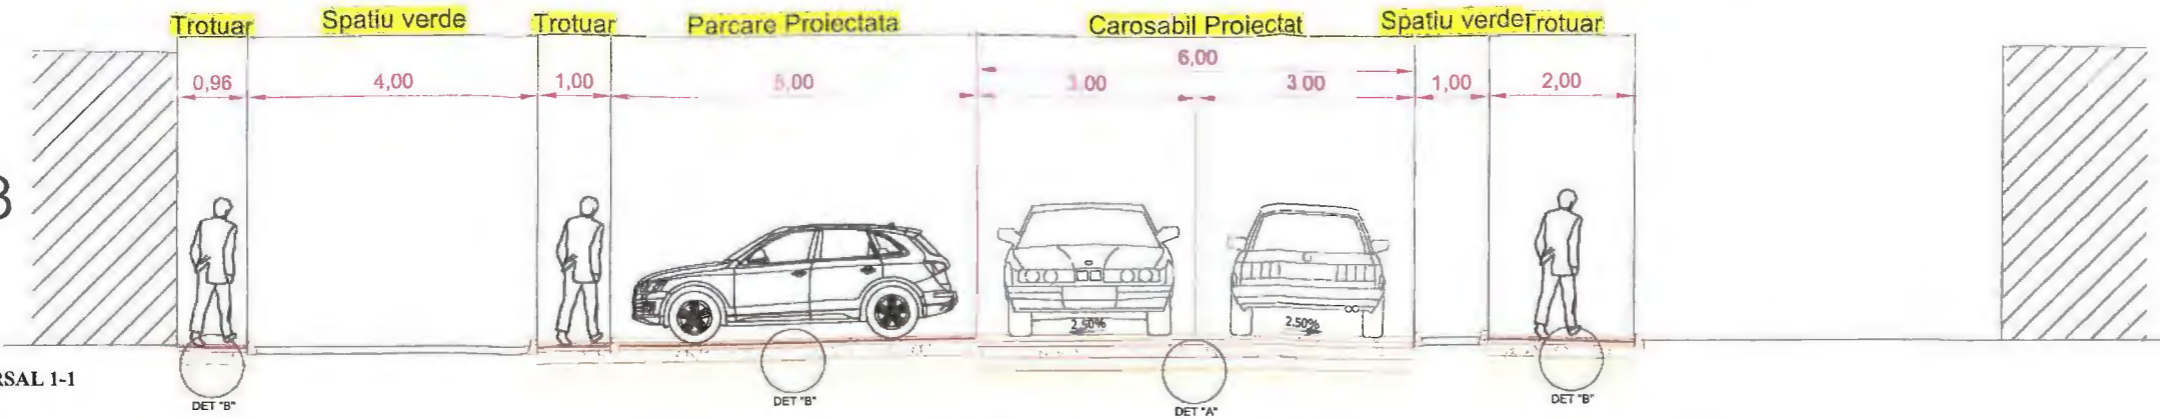 Trotuar Spatiu verde Trotuar Parcare Proiectata Carosabil Proiectat Spatiu verde Trotuar
6,00
0,96 4,00 1,00 5,00 3.00 3.00 1,00 2,00
2.50% 2.50%
RSAL 1-1
DET "B" DET "B" DET "A" DET "B"